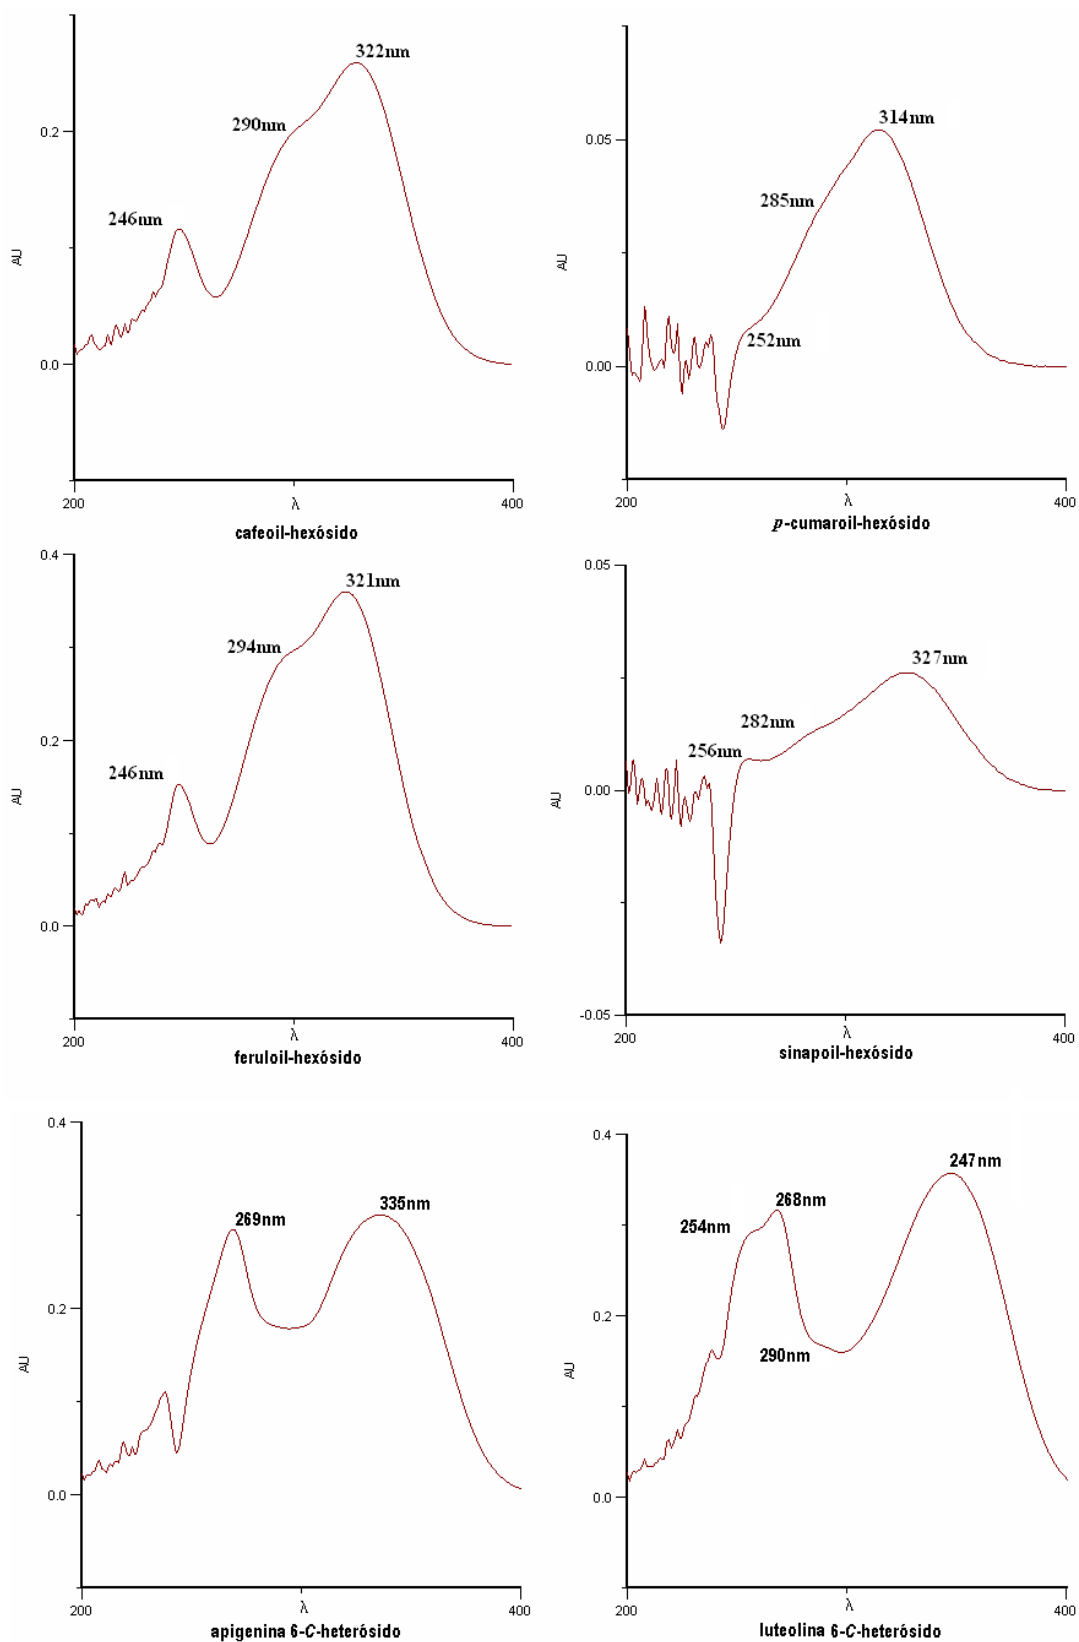 322nm
290nm
0.2
246nm
AU
0.0
200
λ
400
cafeoil-hexósido
314nm
0.05
285nm
AU
252nm
0.00
200
λ
400
p-cumaroil-hexósido
0.4
321nm
294nm
0.2
246nm
AU
0.0
200
λ
400
feruloil-hexósido
0.05
327nm
282nm
256nm
0.00
AU
-0.05
200
λ
400
sinapoil-hexósido
0.4
335nm
269nm
0.2
AU
0.0
200
λ
400
apigenina 6-C-heterósido
0.4
247nm
268nm
254nm
0.2
290nm
AU
0.0
200
λ
400
luteolina 6-C-heterósido